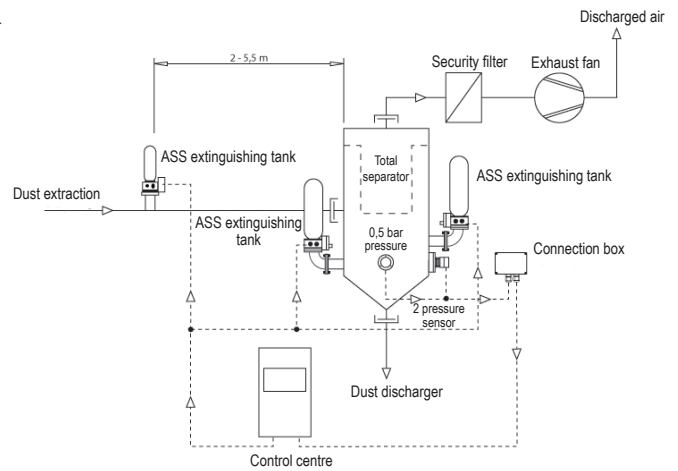 Discharged air
2 - 5,5 m
Security filter
Exhaust fan
ASS extinguishing tank
Total
separator
ASS extinguishing tank
Dust extraction
ASS extinguishing
tank
0,5 bar
pressure
Connection box
2 pressure
sensor
Dust discharger
Control centre